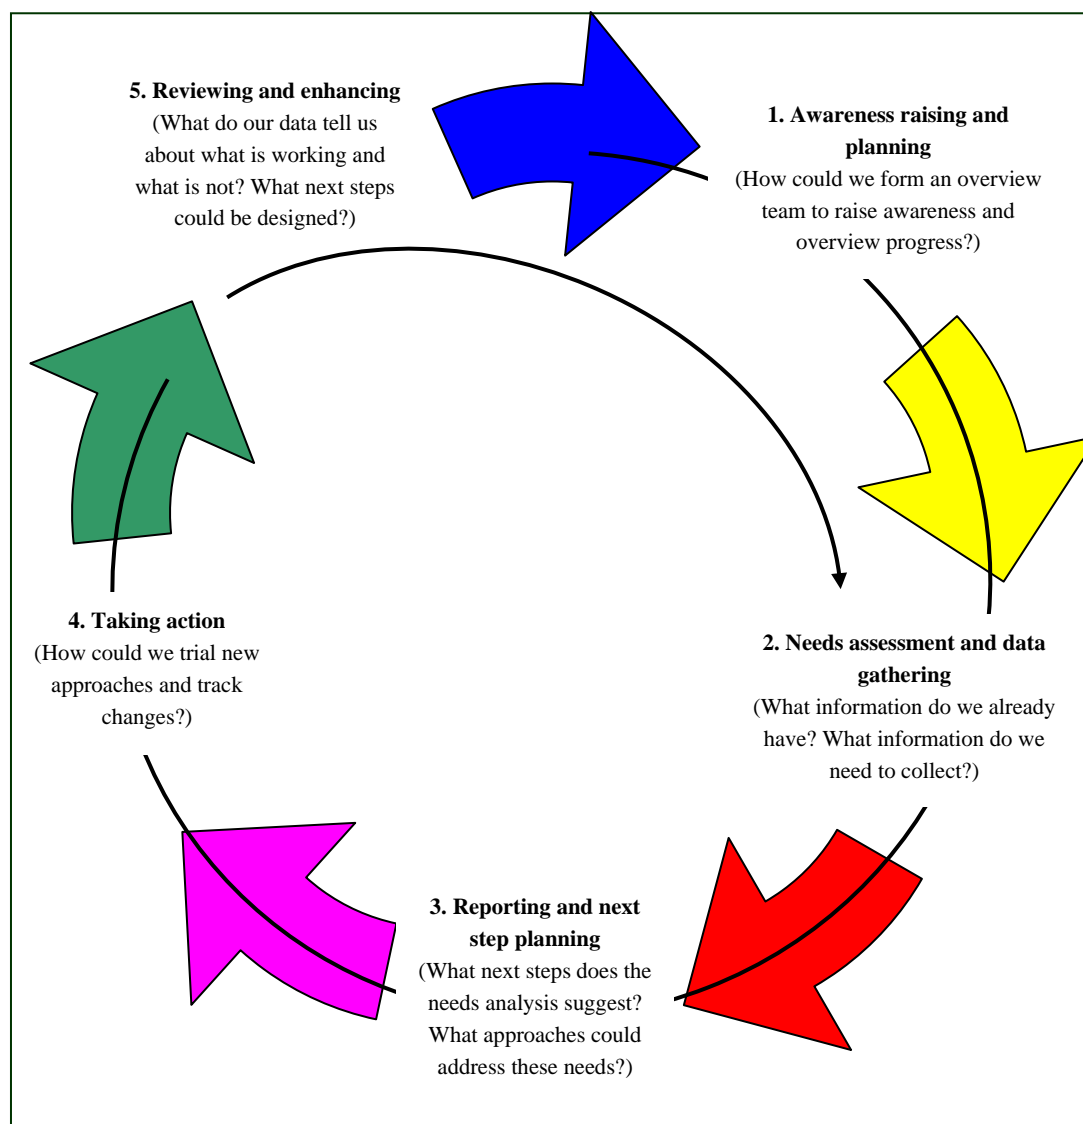 5. Reviewing and enhancing
(What do our data tell us
about what is working and
what is not? What next steps
could be designed?)
1. Awareness raising and
planning
(How could we form an overview
team to raise awareness and
overview progress?)
2. Needs assessment and data
gathering
(What information do we already
have? What information do we
need to collect?)
3. Reporting and next
step planning
(What next steps does the
needs analysis suggest?
What approaches could
address these needs?)
4. Taking action
(How could we trial new
approaches and track
changes?)